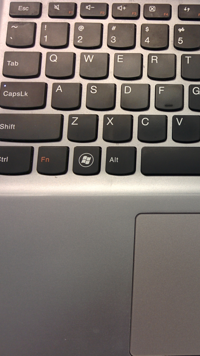 Esc
~ ! @ # $ ≠
1 2 3 4 5
Tab Q W E R T
CapsLk A S D F G
Shift Z X C V
Ctrl Fn Alt